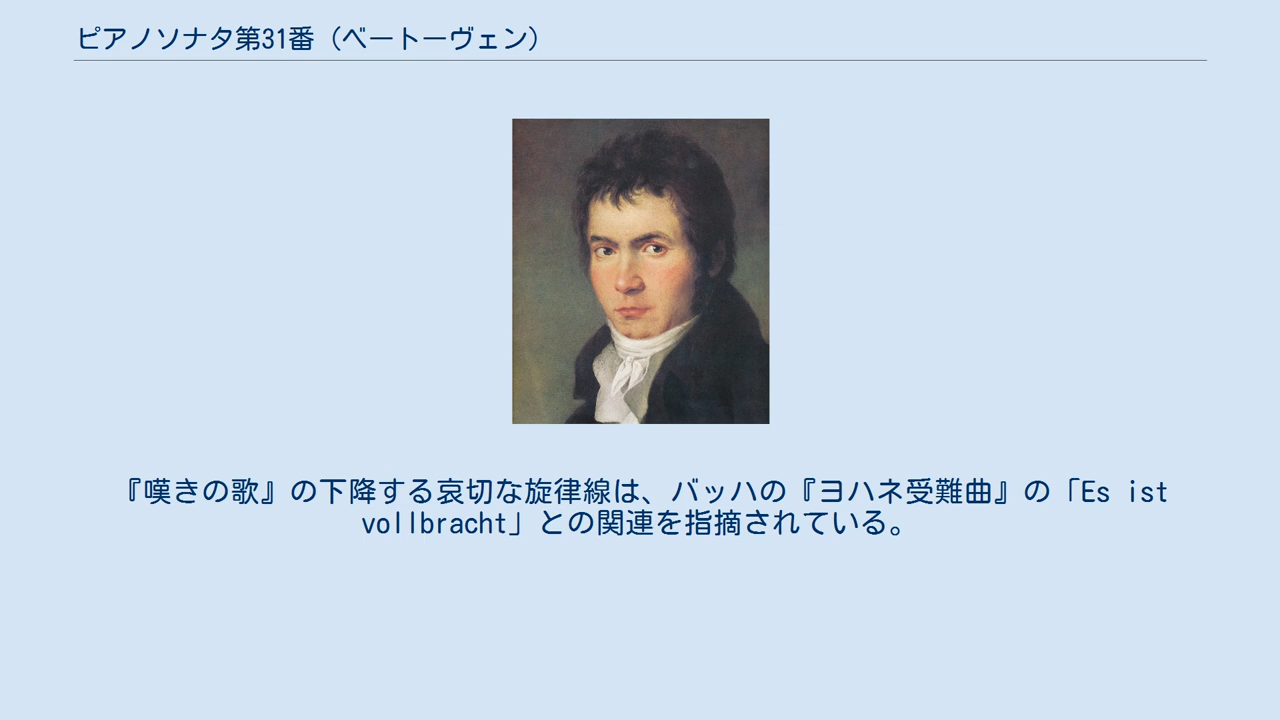 ピアノソナタ第31番（ベートーヴェン）
『嘆きの歌』の下降する哀切な旋律線は、バッハの『ヨハネ受難曲』の「Es ist
vollbracht」との関連を指摘されている。